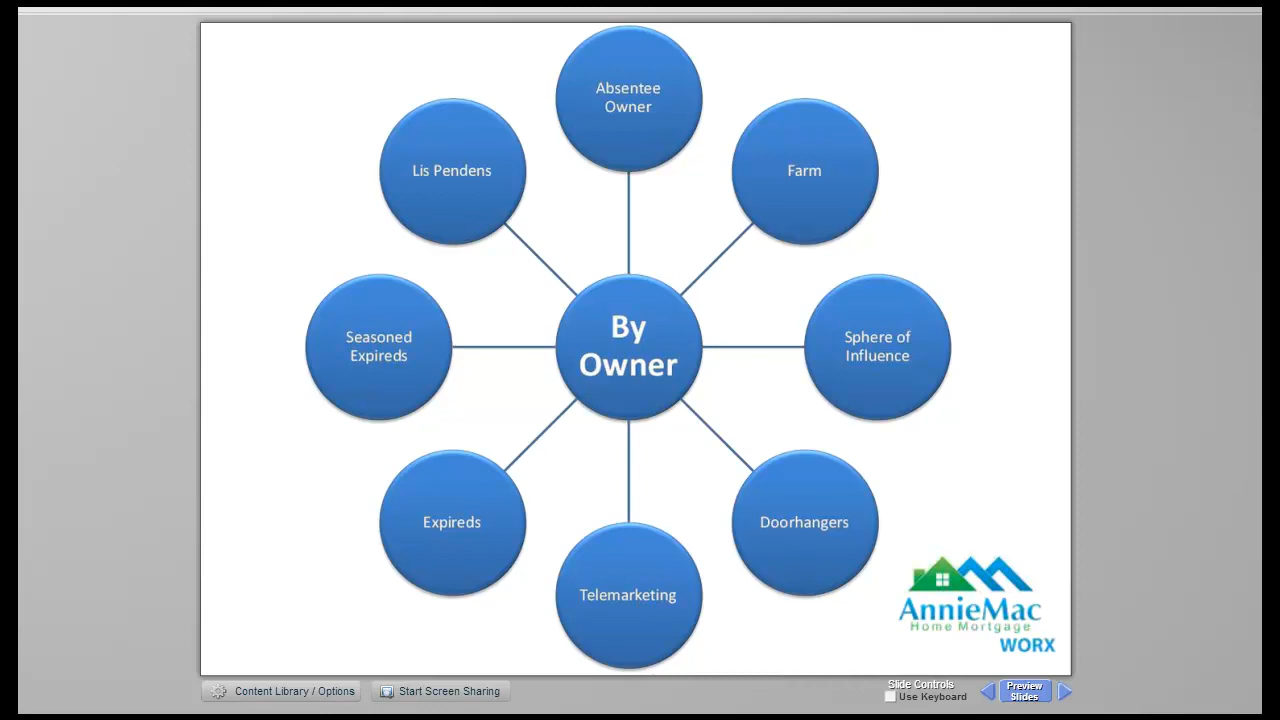 Absentee
Owner
Lis Pendens
Farm
Seasoned
Expireds
By
Owner
Sphere of
Influence
Expireds
Doorhangers
Telemarketing
AnnieMac
Home Mortgage
WORX
Content Library / Options
Start Screen Sharing
Slide Controls
Use Keyboard
Preview
Slides